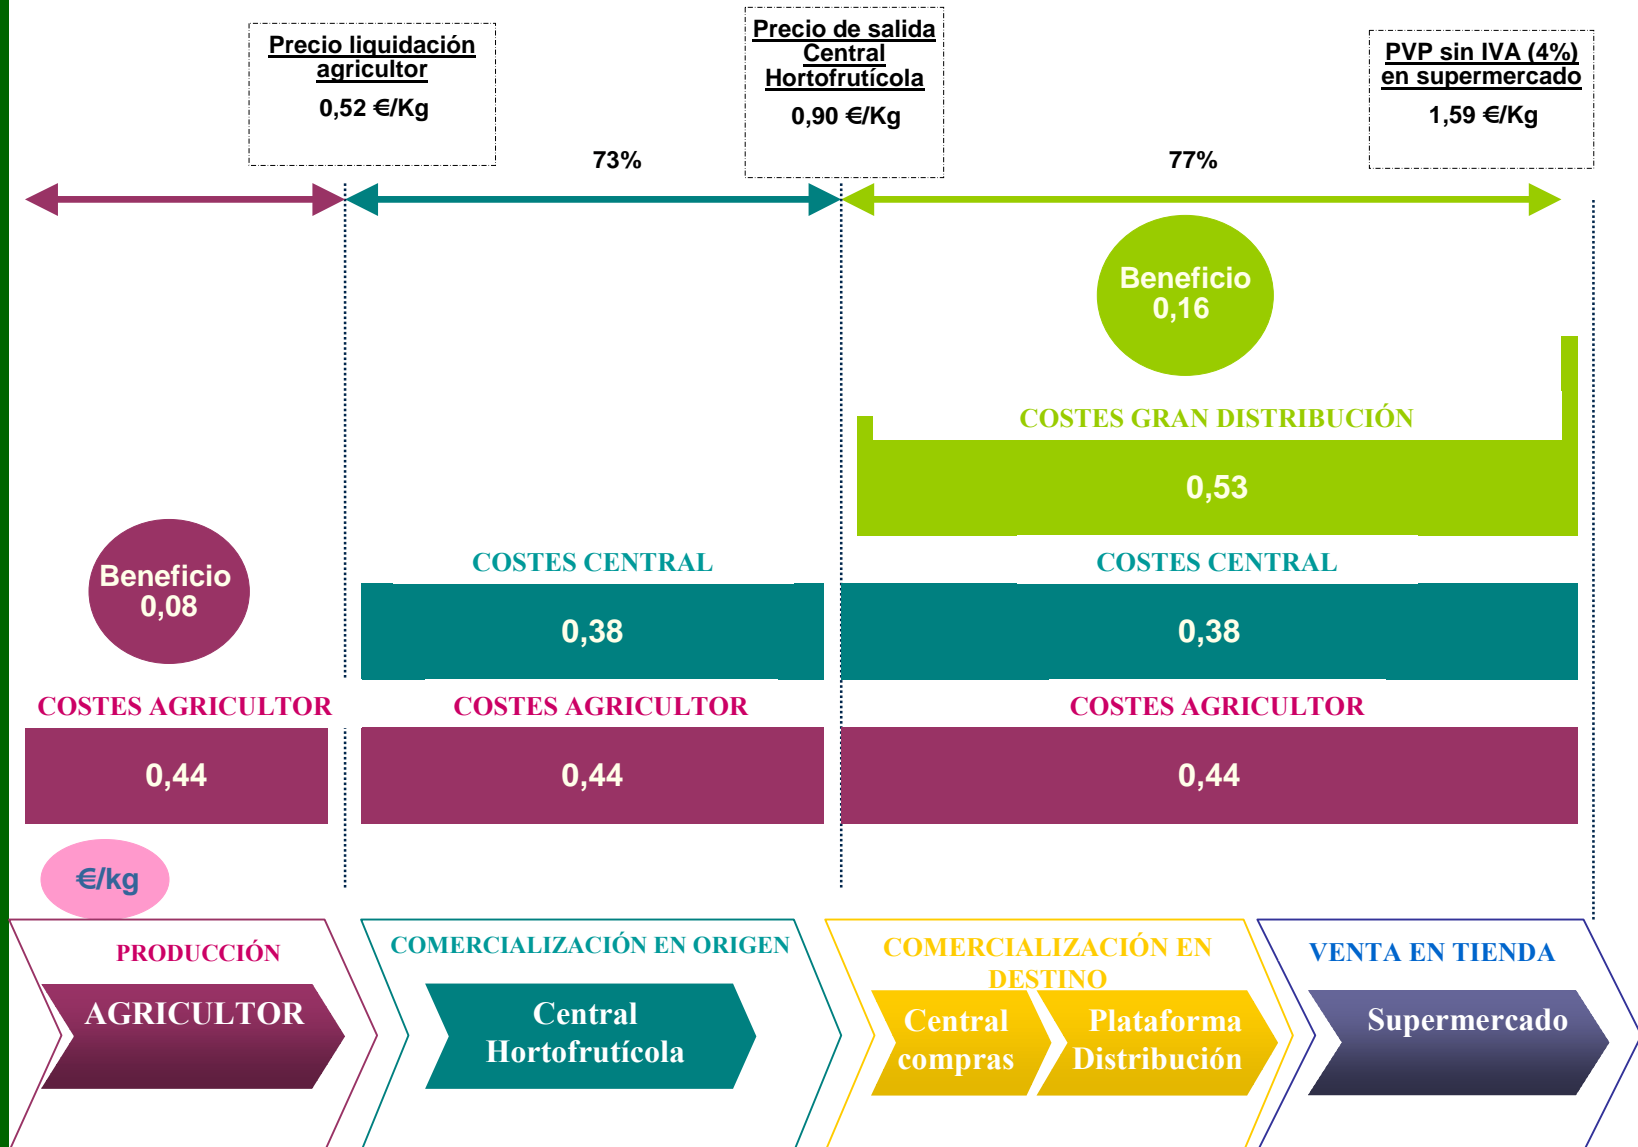 Precio liquidación
agricultor
0,52 €/Kg
Precio de salida
Central
Hortofrutícola
0,90 €/Kg
PVP sin IVA (4%)
en supermercado
1,59 €/Kg
73%
77%
Beneficio
0,16
COSTES GRAN DISTRIBUCIÓN
0,53
Beneficio
0,08
COSTES CENTRAL
COSTES CENTRAL
0,38
0,38
COSTES AGRICULTOR
COSTES AGRICULTOR
COSTES AGRICULTOR
0,44
0,44
0,44
€/kg
PRODUCCIÓN
AGRICULTOR
COMERCIALIZACIÓN EN ORIGEN
Central
Hortofrutícola
COMERCIALIZACIÓN EN
DESTINO
Central
compras
Plataforma
Distribución
VENTA EN TIENDA
Supermercado